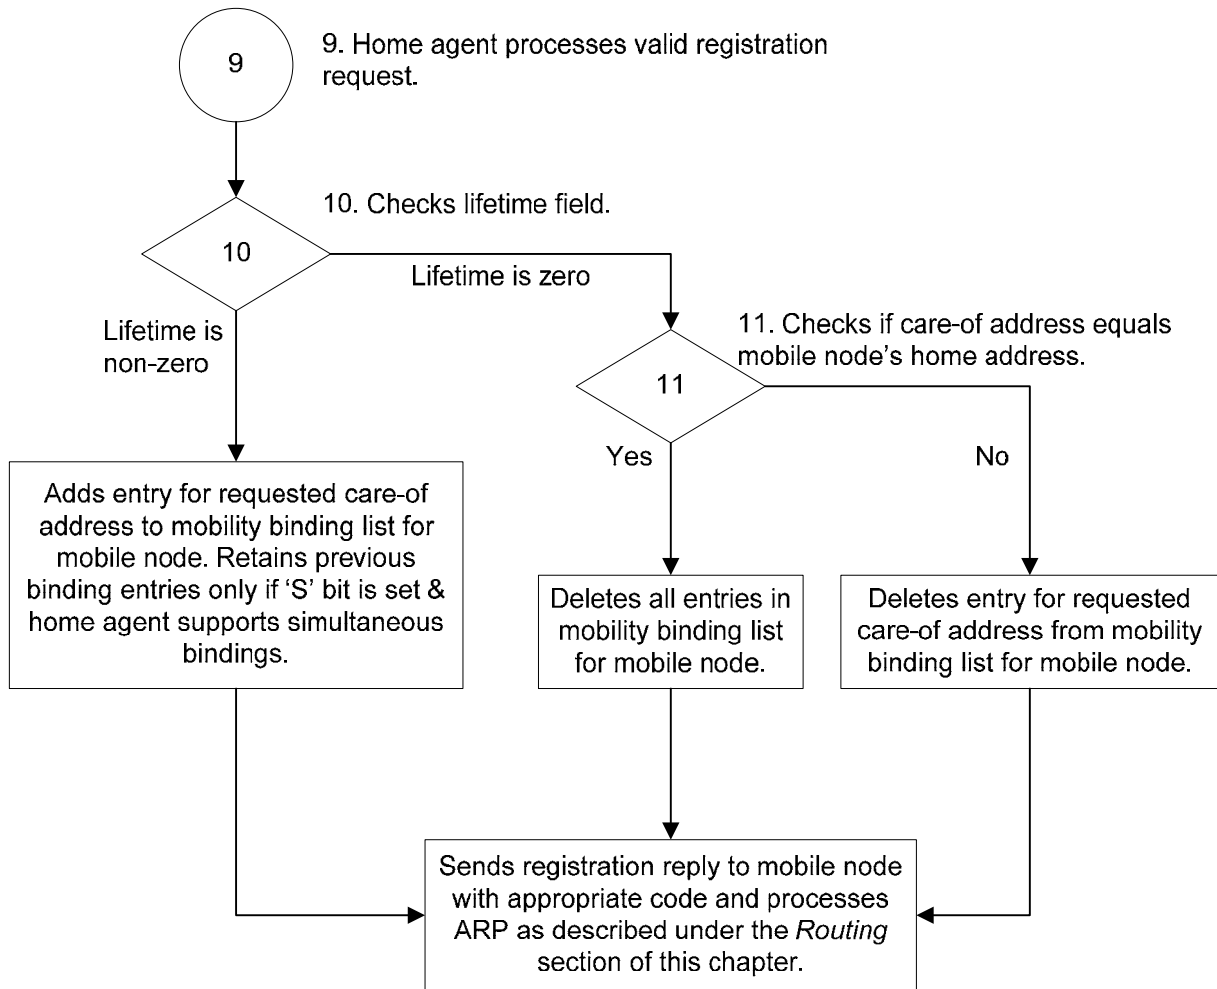 9
9. Home agent processes valid registration
request.
10. Checks lifetime field.
10
Lifetime is zero
Lifetime is
non-zero
11. Checks if care-of address equals
mobile node's home address.
11
Yes
No
Adds entry for requested care-of
address to mobility binding list for
mobile node. Retains previous
binding entries only if ‘S’ bit is set &
home agent supports simultaneous
bindings.
Deletes all entries in
mobility binding list
for mobile node.
Deletes entry for requested
care-of address from mobility
binding list for mobile node.
Sends registration reply to mobile node
with appropriate code and processes
ARP as described under the Routing
section of this chapter.